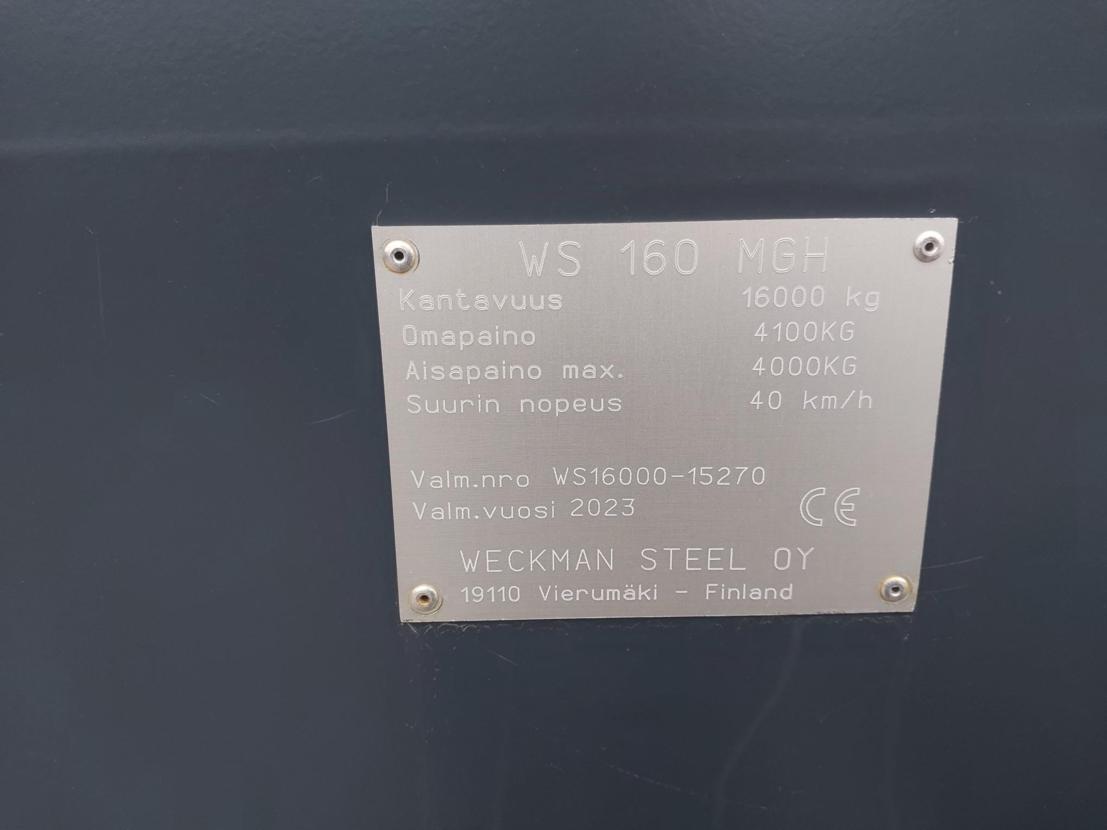 WS 160 MGH
Kantavuus 16000 kg
Omapaino 4100KG
Aisapaino max. 4000KG
Suurin nopeus 40 km/h
Valm.nro WS16000-15270
Valm.vuosi 2023
CE
WECKMAN STEEL OY
19110 Vierumäki - Finland